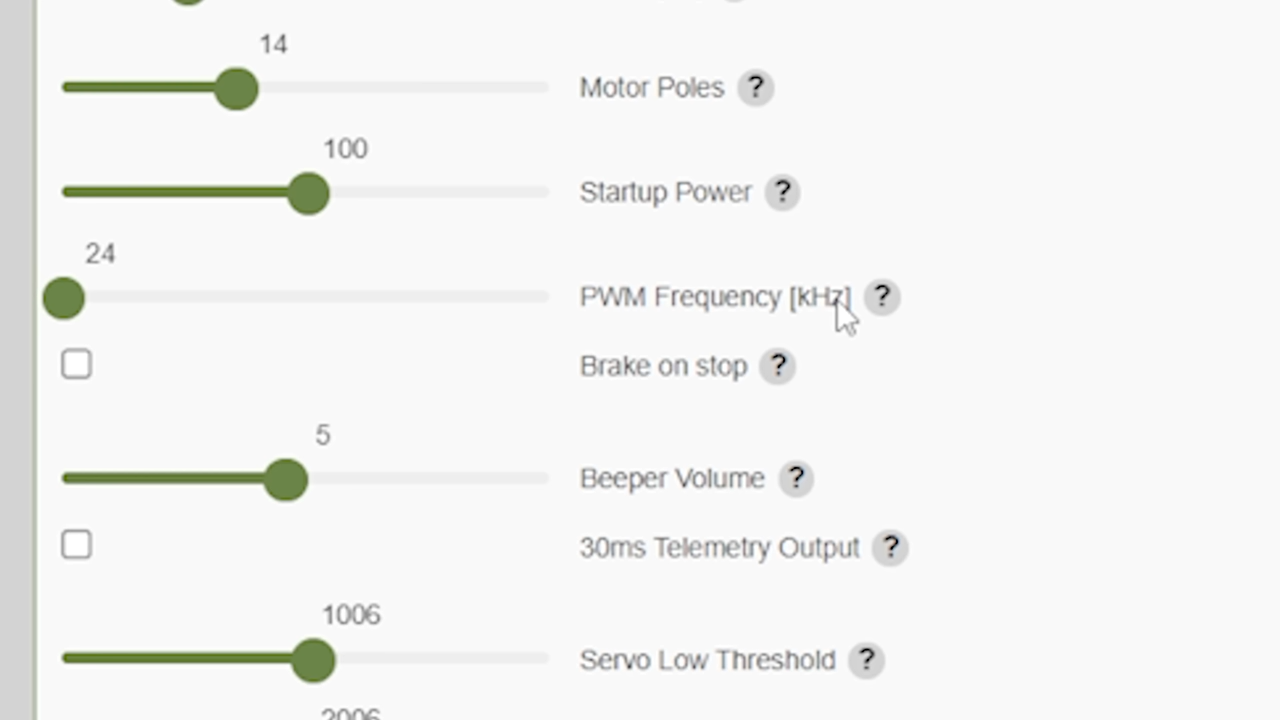 14
Motor Poles ?
100
Startup Power ?
24
PWM Frequency [kHz] ?
Brake on stop ?
5
Beeper Volume ?
30ms Telemetry Output ?
1006
Servo Low Threshold ?
2006